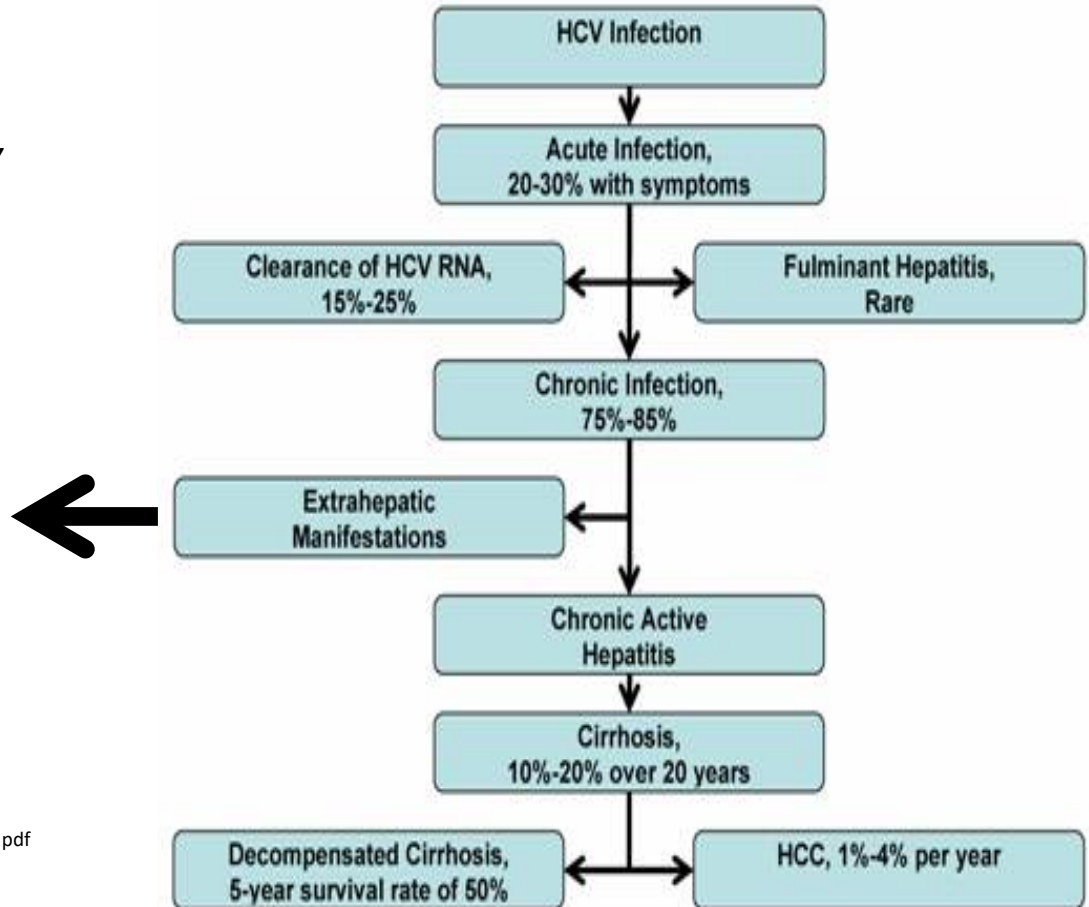 HCV Infection
Acute Infection,
20-30% with symptoms
Clearance of HCV RNA,
15%-25%
Fulminant Hepatitis,
Rare
Chronic Infection,
75%-85%
Extrahepatic
Manifestations
Chronic Active
Hepatitis
Cirrhosis,
10%-20% over 20 years
pdf
Decompensated Cirrhosis,
5-year survival rate of 50%
HCC, 1%-4% per year